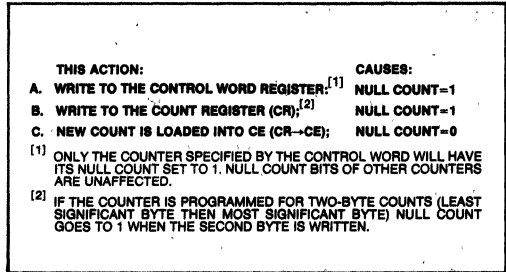 THIS ACTION: CAUSES:
A. WRITE TO THE CONTROL WORD REGISTER;[1] NULL COUNT=1
B. WRITE TO THE COUNT REGISTER (CR);[2] NULL COUNT=1
C. NEW COUNT IS LOADED INTO CE (CR→CE); NULL COUNT=0
[1] ONLY THE COUNTER SPECIFIED BY THE CONTROL WORD WILL HAVE
ITS NULL COUNT SET TO 1. NULL COUNT BITS OF OTHER COUNTERS
ARE UNAFFECTED.
[2] IF THE COUNTER IS PROGRAMMED FOR TWO-BYTE COUNTS (LEAST
SIGNIFICANT BYTE THEN MOST SIGNIFICANT BYTE) NULL COUNT
GOES TO 1 WHEN THE SECOND BYTE IS WRITTEN.